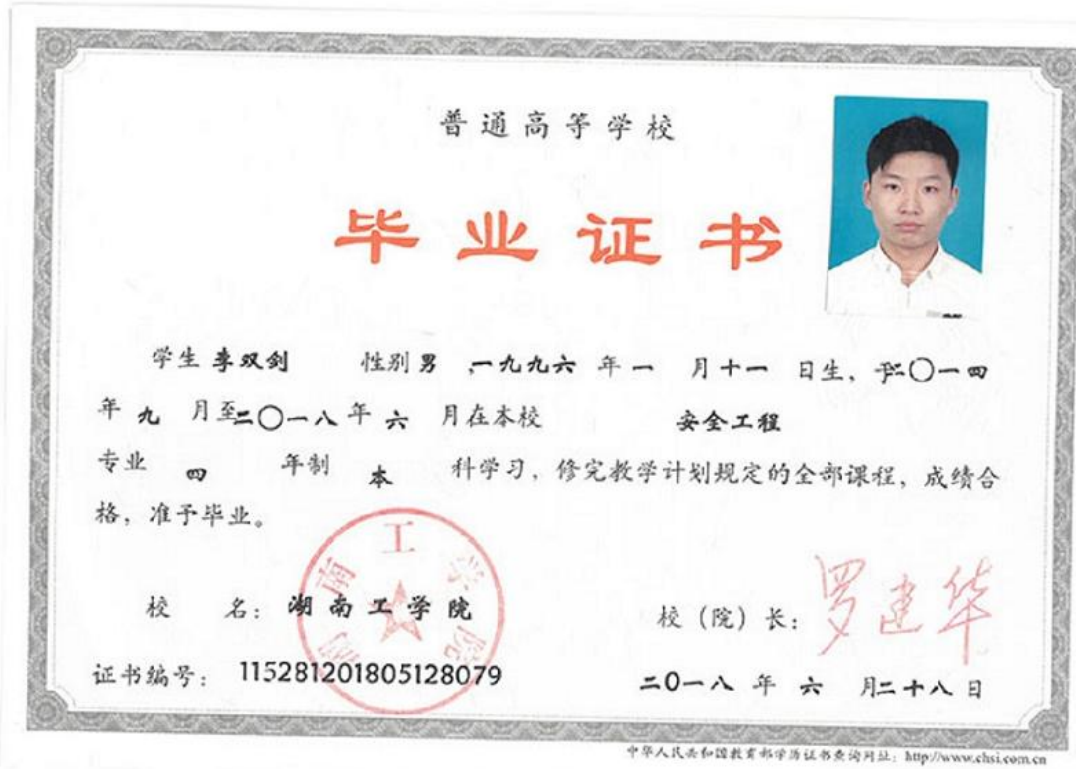 普通高等学校
毕业证书
学生 李双剑 性别 男 ,一九九六 年 一 月 十一 日生，于二〇一四
年 九 月至二〇一八 年 六 月在本校 安全工程
专业 四 年制 本 科学习，修完教学计划规定的全部课程，成绩合
格，准予毕业。
湖南工学院
校 名：湖南工学院
校（院）长：罗建华
证书编号：115281201805128079
二〇一八 年 六 月二十八日
中华人民共和国教育部学历证书查询网址：http://www.chsi.com.cn